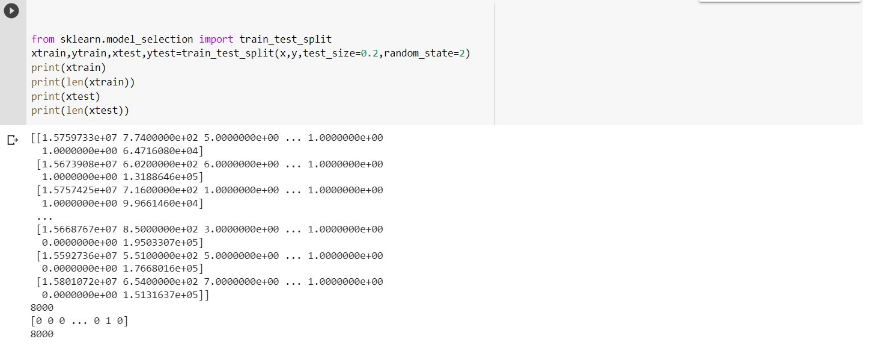 from sklearn.model_selection import train_test_split
xtrain,ytrain,xtest,ytest=train_test_split(x,y,test_size=0.2,random_state=2)
print(xtrain)
print(len(xtrain))
print(xtest)
print(len(xtest))
[[1.5759733e+07 7.7400000e+02 5.0000000e+00 ... 1.0000000e+00
1.0000000e+00 6.4716080e+04]
[1.5673908e+07 6.0200000e+02 6.0000000e+00 ... 1.0000000e+00
1.0000000e+00 1.3188646e+05]
[1.5757425e+07 7.1600000e+02 1.0000000e+00 ... 1.0000000e+00
1.0000000e+00 9.9661460e+04]
...
[1.5668767e+07 8.5000000e+02 3.0000000e+00 ... 1.0000000e+00
0.0000000e+00 1.9503307e+05]
[1.5592736e+07 5.5100000e+02 5.0000000e+00 ... 1.0000000e+00
0.0000000e+00 1.7668016e+05]
[1.5801072e+07 6.5400000e+02 7.0000000e+00 ... 1.0000000e+00
0.0000000e+00 1.5131637e+05]]
8000
[0 0 0 ... 0 1 0]
8000